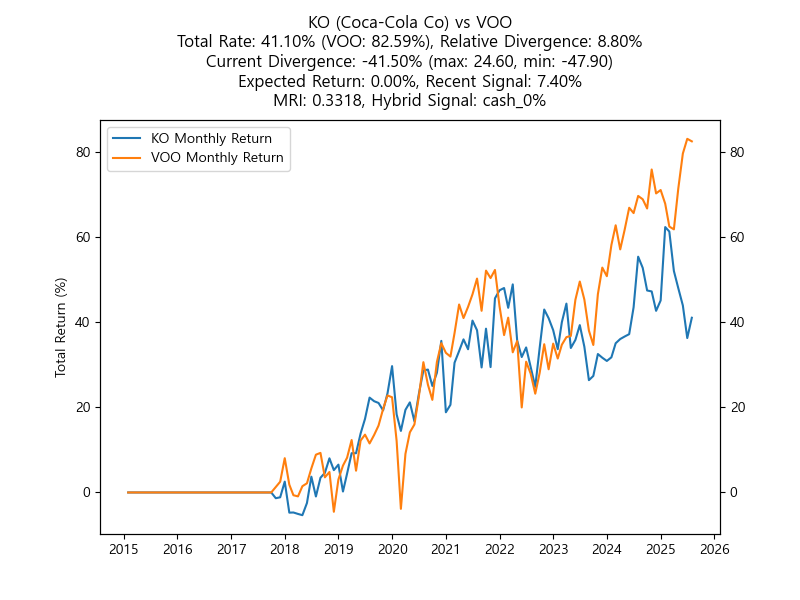 KO (Coca-Cola Co) vs VOO
Total Rate: 41.10% (VOO: 82.59%), Relative Divergence: 8.80%
Current Divergence: -41.50% (max: 24.60, min: -47.90)
Expected Return: 0.00%, Recent Signal: 7.40%
MRI: 0.3318, Hybrid Signal: cash_0%
KO Monthly Return
VOO Monthly Return
Total Return (%)
80
60
40
20
0
80
60
40
20
0
2015
2016
2017
2018
2019
2020
2021
2022
2023
2024
2025
2026